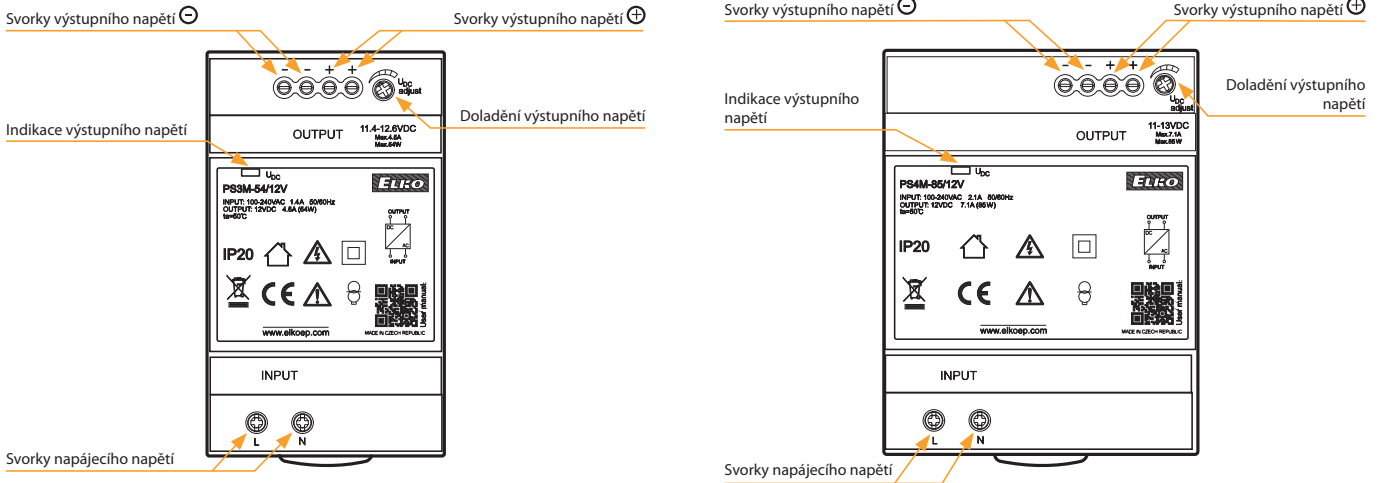 Svorky výstupního napětí ⊖
Svorky výstupního napětí ⊕
− − + +
UDC
adjust
Doladění výstupního napětí
Indikace výstupního napětí
OUTPUT
11.4-12.6VDC
Max.4.5A
Max.54W
UDC
PS3M-54/12V
ELKO
INPUT: 100-240VAC 1.4A 50/60Hz
OUTPUT: 12VDC 4.5A (54W)
ta=50°C
OUTPUT
DC
AC
INPUT
IP20
CE
User manual:
www.elkoep.com
MADE IN CZECH REPUBLIC
INPUT
L N
Svorky napájecího napětí
Svorky výstupního napětí ⊖
Svorky výstupního napětí ⊕
− − + +
UDC
adjust
Doladění výstupního
napětí
Indikace výstupního
napětí
OUTPUT
11-13VDC
Max.7.1A
Max.85W
UDC
PS4M-85/12V
ELKO
INPUT: 100-240VAC 2.1A 50/60Hz
OUTPUT: 12VDC 7.1A (85W)
ta=50°C
OUTPUT
DC
AC
INPUT
IP20
CE
User manual:
www.elkoep.com
MADE IN CZECH REPUBLIC
INPUT
L N
Svorky napájecího napětí